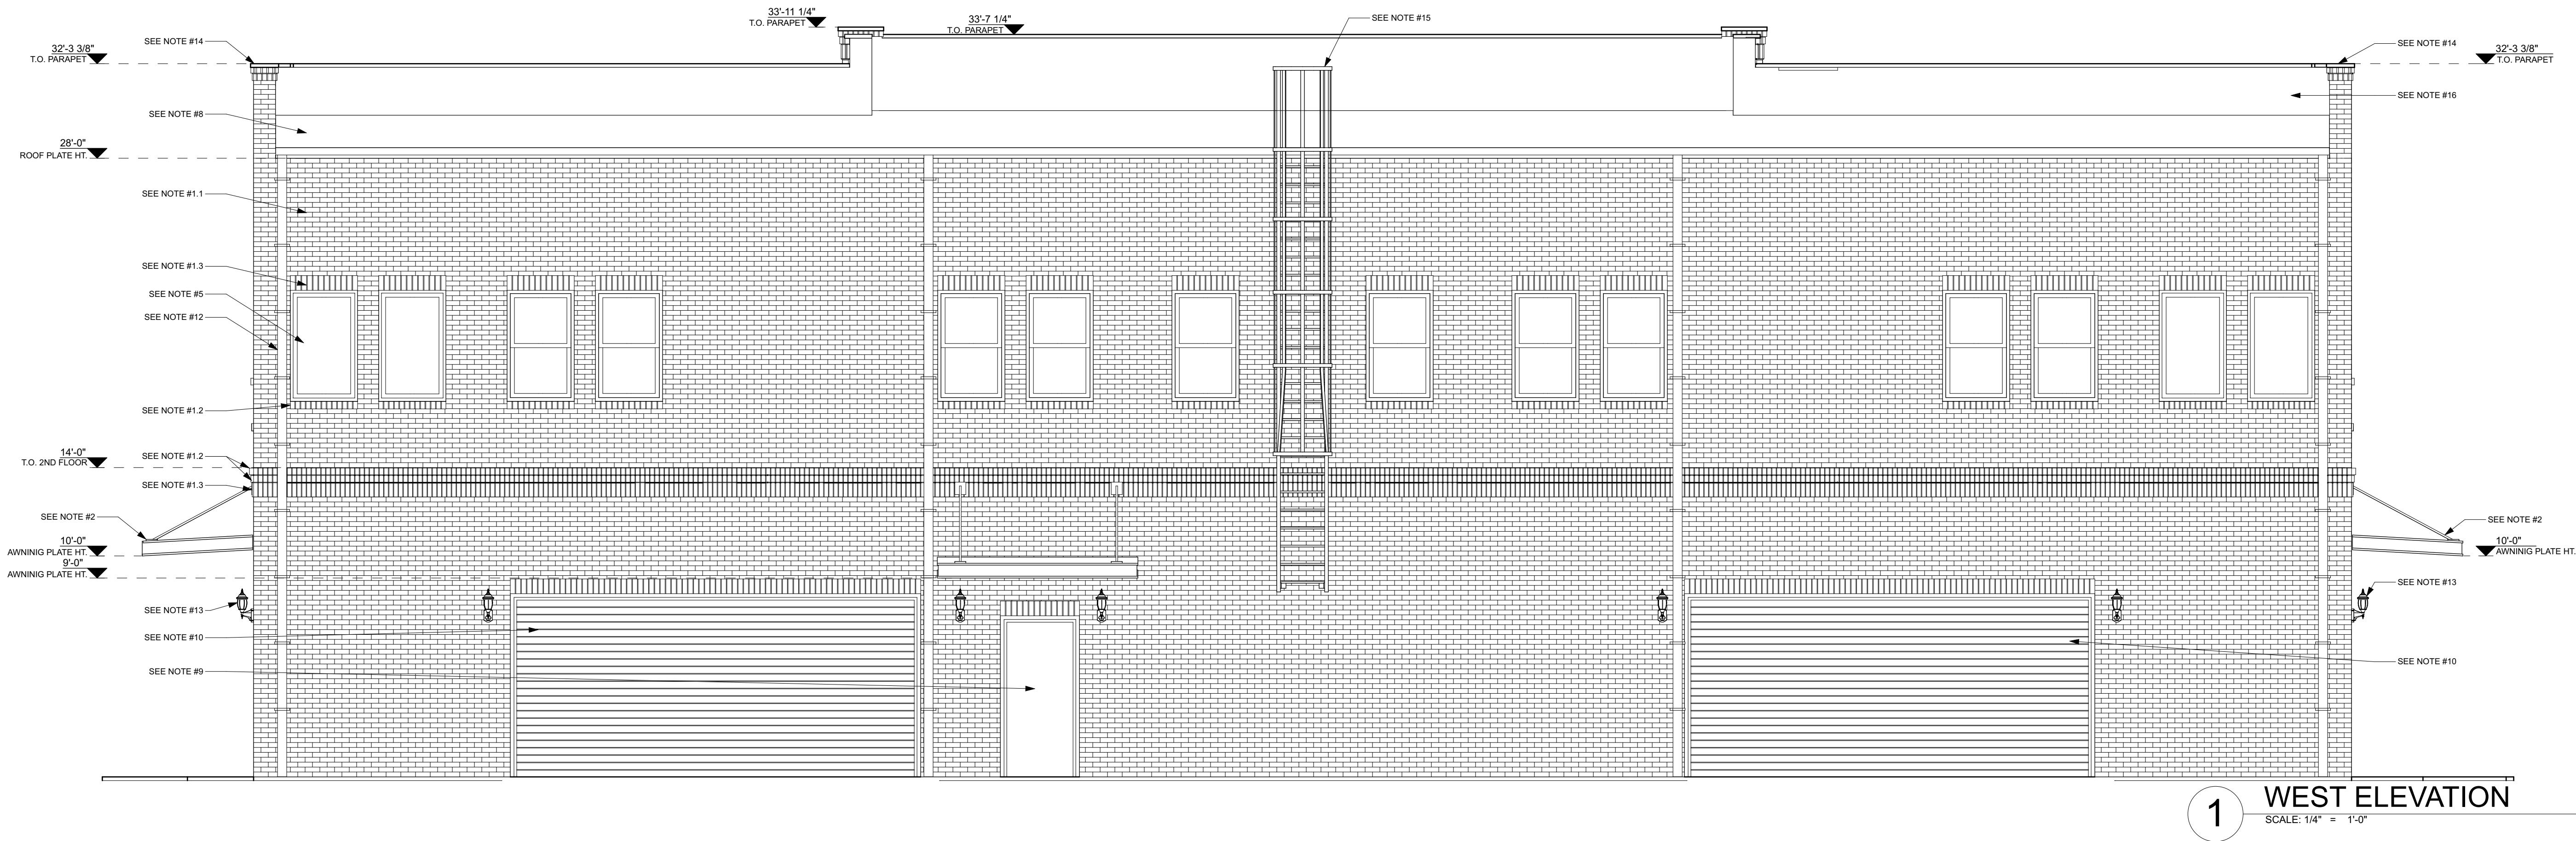 33'-11 1/4"
T.O. PARAPET
33'-7 1/4"
T.O. PARAPET
SEE NOTE #15
SEE NOTE #14
32'-3 3/8"
T.O. PARAPET
SEE NOTE #14
32'-3 3/8"
T.O. PARAPET
SEE NOTE #16
SEE NOTE #8
28'-0"
ROOF PLATE HT.
SEE NOTE #1.1
SEE NOTE #1.3
SEE NOTE #5
SEE NOTE #12
SEE NOTE #1.2
14'-0"
T.O. 2ND FLOOR
SEE NOTE #1.2
SEE NOTE #1.3
SEE NOTE #2
SEE NOTE #2
10'-0"
AWNINIG PLATE HT.
10'-0"
AWNINIG PLATE HT.
9'-0"
AWNINIG PLATE HT.
SEE NOTE #13
SEE NOTE #13
SEE NOTE #10
SEE NOTE #10
SEE NOTE #9
1
WEST ELEVATION
SCALE: 1/4" = 1'-0"